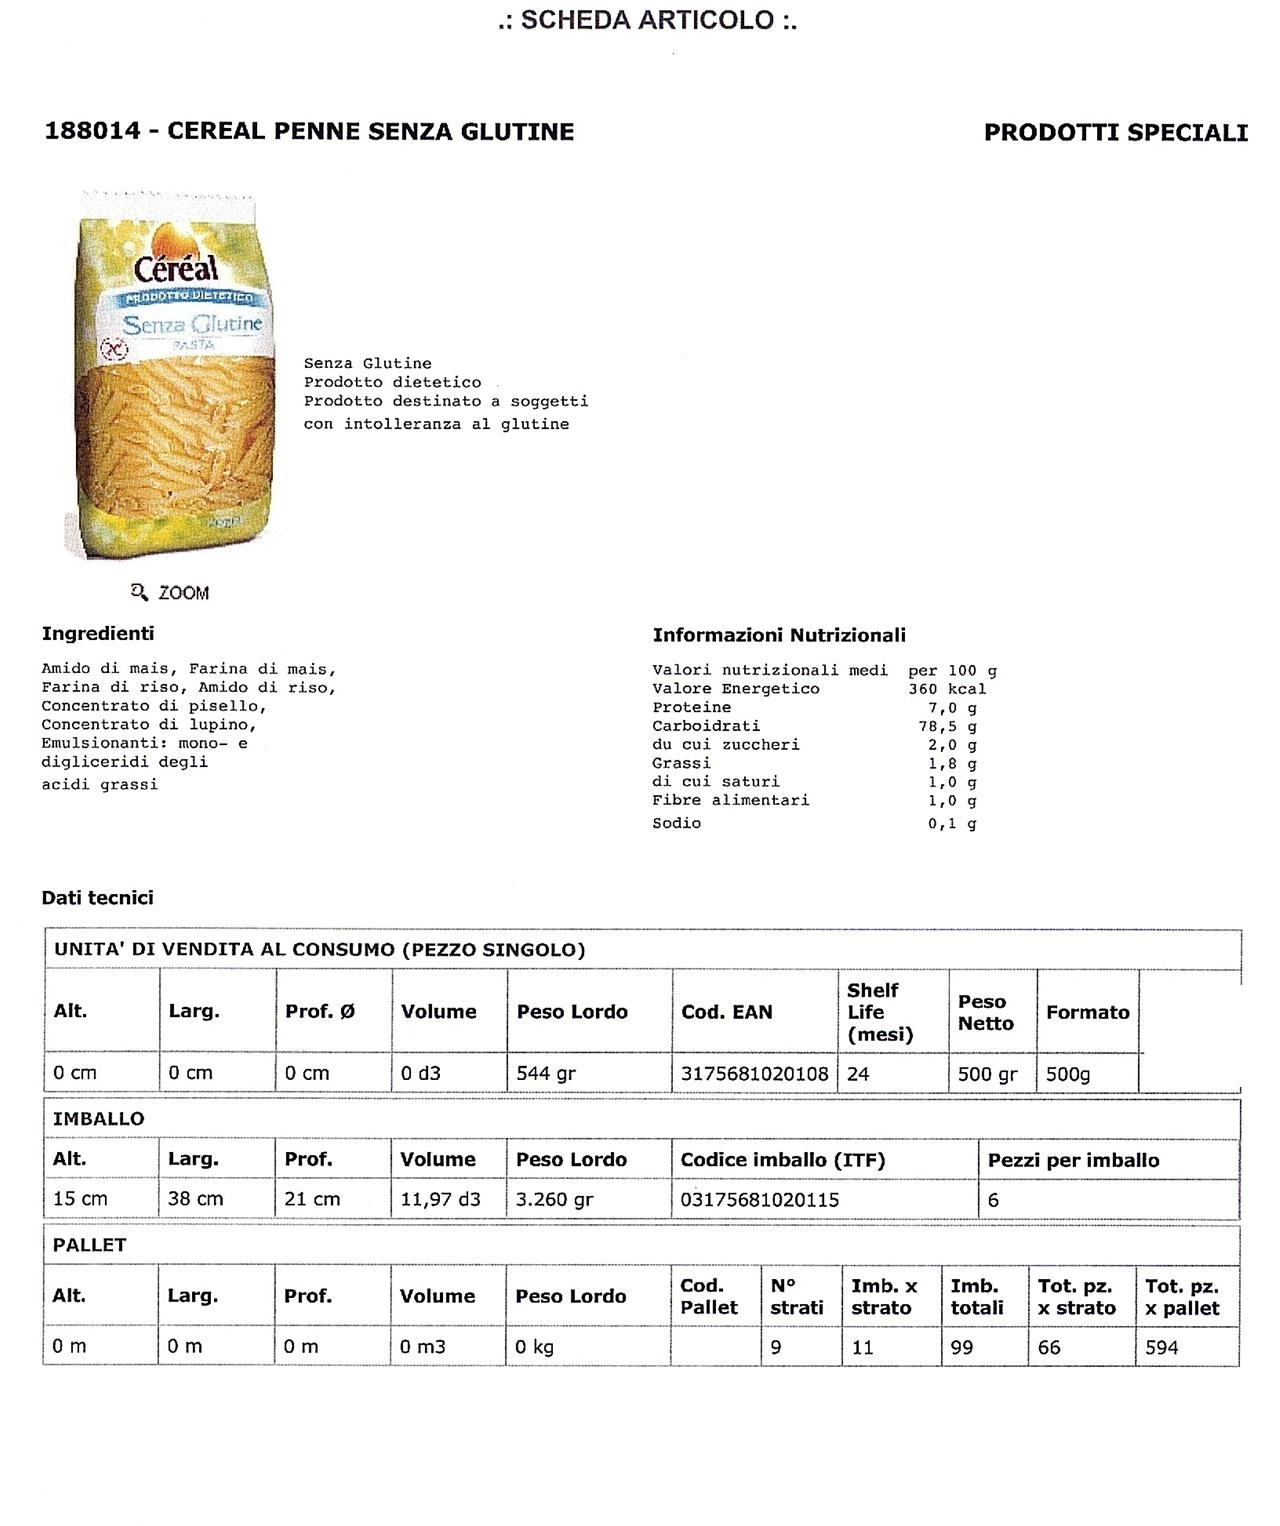 .: SCHEDA ARTICOLO :.
188014 - CEREAL PENNE SENZA GLUTINE
PRODOTTI SPECIALI
Céréal
PRODOTTO DIETETICO
Senza Glutine
PASTA
Senza Glutine
Prodotto dietetico
Prodotto destinato a soggetti
con intolleranza al glutine
ZOOM
Ingredienti
Amido di mais, Farina di mais,
Farina di riso, Amido di riso,
Concentrato di pisello,
Concentrato di lupino,
Emulsionanti: mono- e
digliceridi degli
acidi grassi
Informazioni Nutrizionali
Valori nutrizionali medi per 100 g
Valore Energetico 360 kcal
Proteine 7,0 g
Carboidrati 78,5 g
du cui zuccheri 2,0 g
Grassi 1,8 g
di cui saturi 1,0 g
Fibre alimentari 1,0 g
Sodio 0,1 g
Dati tecnici
UNITA' DI VENDITA AL CONSUMO (PEZZO SINGOLO)
Alt. Larg. Prof. Ø Volume Peso Lordo Cod. EAN Shelf Life (mesi) Peso Netto Formato
0 cm 0 cm 0 cm 0 d3 544 gr 3175681020108 24 500 gr 500g
IMBALLO
Alt. Larg. Prof. Volume Peso Lordo Codice imballo (ITF) Pezzi per imballo
15 cm 38 cm 21 cm 11,97 d3 3.260 gr 03175681020115 6
PALLET
Alt. Larg. Prof. Volume Peso Lordo Cod. Pallet N° strati Imb. x strato Imb. totali Tot. pz. x strato Tot. pz. x pallet
0 m 0 m 0 m 0 m3 0 kg 9 11 99 66 594